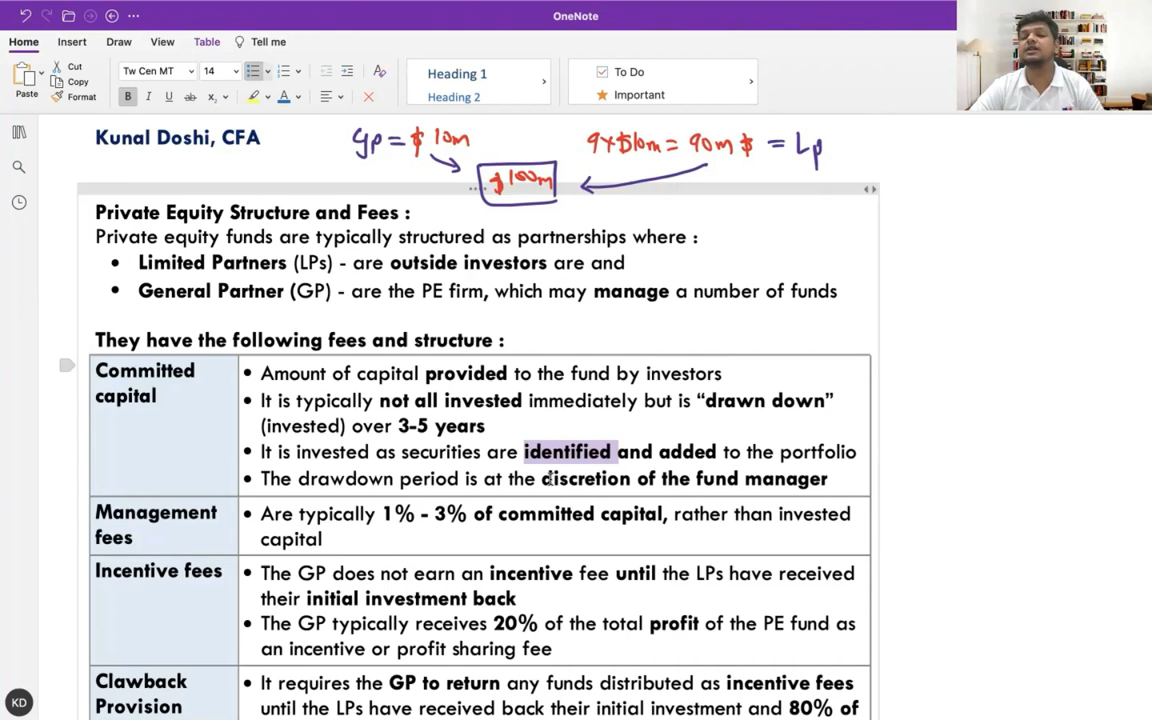 OneNote
Home Insert Draw View Table Tell me
Paste
Cut
Copy
Format
Tw Cen MT 14
B I U ab x₂ A
Heading 1
Heading 2
To Do
Important
Kunal Doshi, CFA
GP = $ 10m
9x$10m = 90m $ = Lp
$ 100m
Private Equity Structure and Fees :
Private equity funds are typically structured as partnerships where :
• Limited Partners (LPs) - are outside investors are and
• General Partner (GP) - are the PE firm, which may manage a number of funds
They have the following fees and structure :
Committed
capital
• Amount of capital provided to the fund by investors
• It is typically not all invested immediately but is “drawn down”
(invested) over 3-5 years
• It is invested as securities are identified and added to the portfolio
• The drawdown period is at the discretion of the fund manager
Management
fees
• Are typically 1% - 3% of committed capital, rather than invested
capital
Incentive fees
• The GP does not earn an incentive fee until the LPs have received
their initial investment back
• The GP typically receives 20% of the total profit of the PE fund as
an incentive or profit sharing fee
Clawback
Provision
• It requires the GP to return any funds distributed as incentive fees
until the LPs have received back their initial investment and 80% of
KD